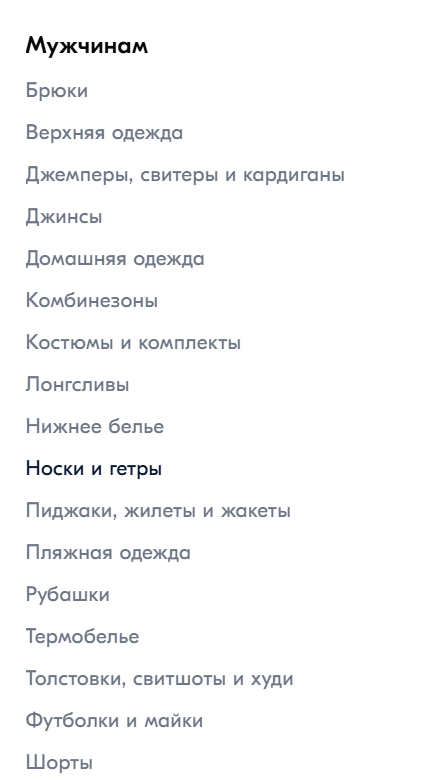 Мужчинам
Брюки
Верхняя одежда
Джемперы, свитеры и кардиганы
Джинсы
Домашняя одежда
Комбинезоны
Костюмы и комплекты
Лонгсливы
Нижнее белье
Носки и гетры
Пиджаки, жилеты и жакеты
Пляжная одежда
Рубашки
Термобелье
Толстовки, свитшоты и худи
Футболки и майки
Шорты